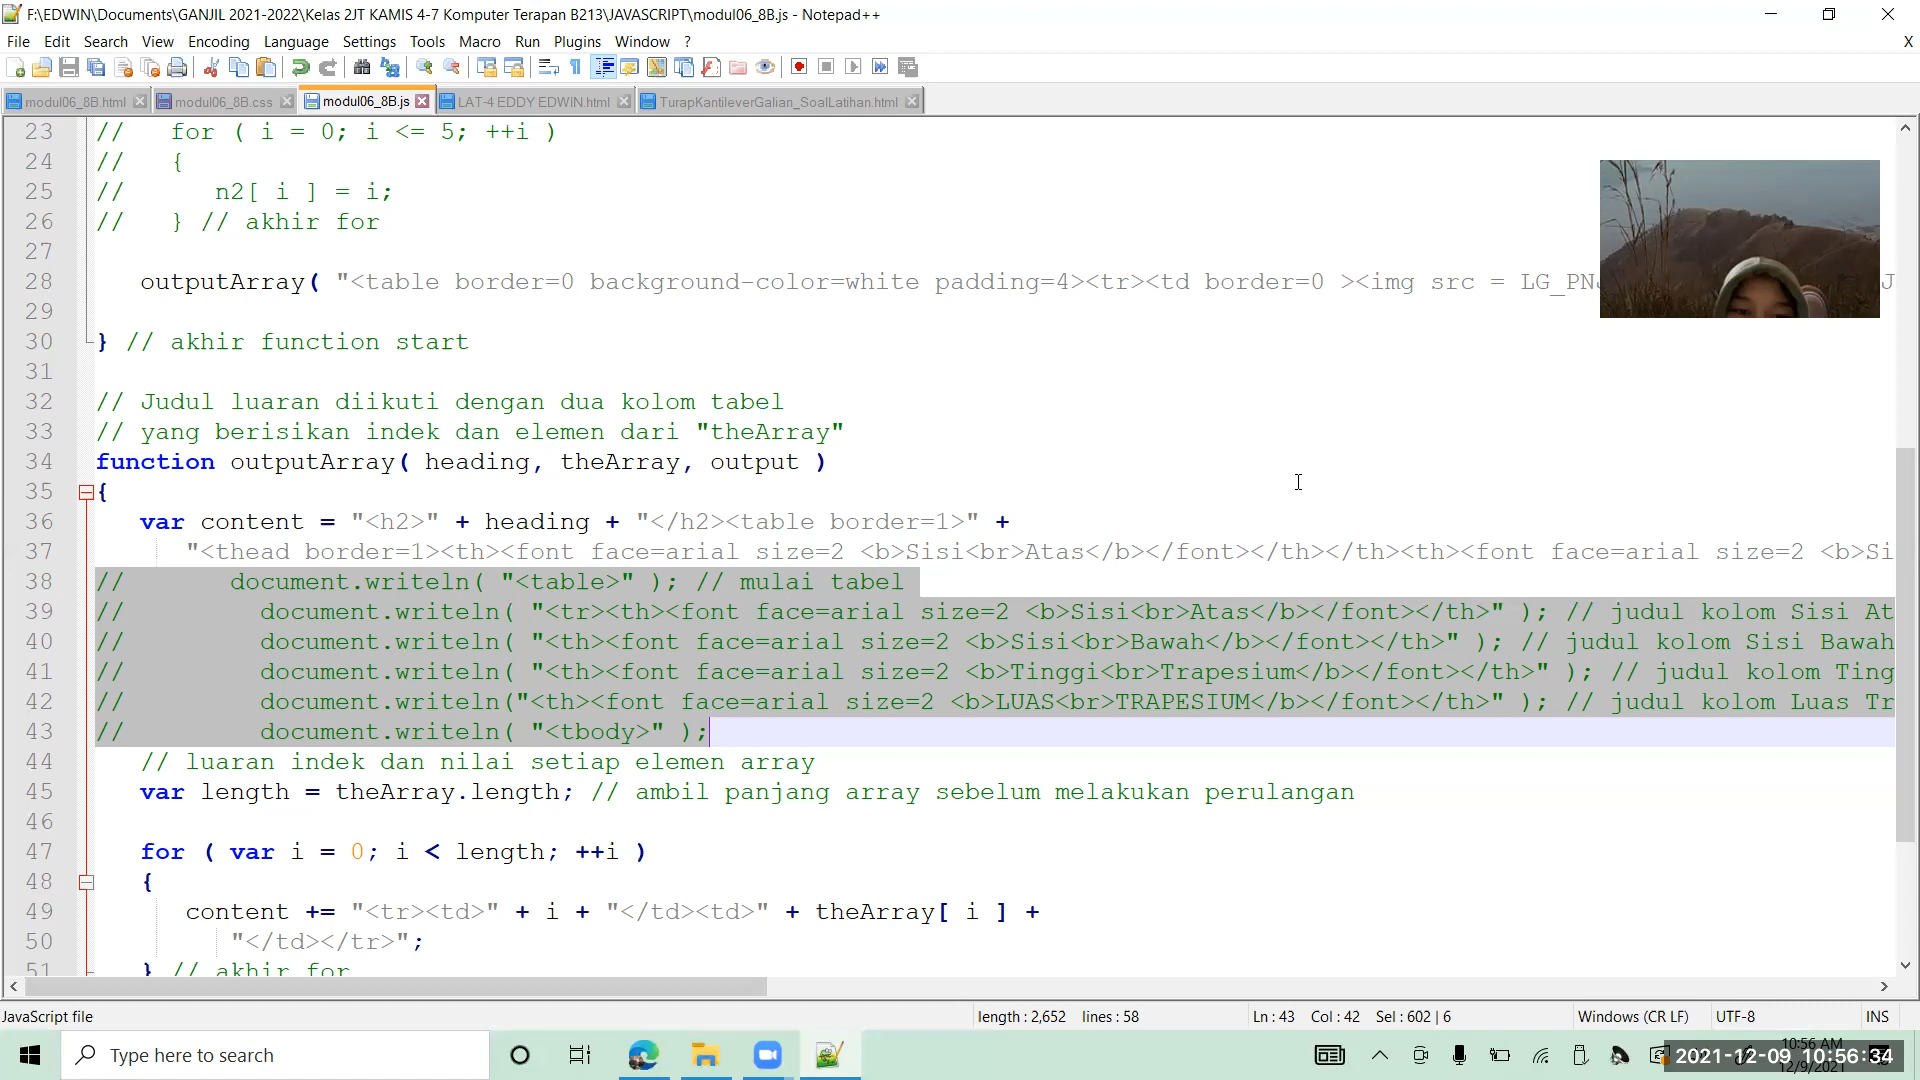 F:\EDWIN\Documents\GANJIL 2021-2022\Kelas 2JT KAMIS 4-7 Komputer Terapan B213\JAVASCRIPT\modul06_8B.js - Notepad++
File Edit Search View Encoding Language Settings Tools Macro Run Plugins Window ? X
modul06_8B.html modul06_8B.css modul06_8B.js LAT-4 EDDY EDWIN.html TurapKantileverGalian_SoalLatihan.html
23 // for ( i = 0; i <= 5; ++i )
24 // {
25 // n2[ i ] = i;
26 // } // akhir for
27
28 outputArray( "<table border=0 background-color=white padding=4><tr><td border=0 ><img src = LG_PN
29
30 } // akhir function start
31
32 // Judul luaran diikuti dengan dua kolom tabel
33 // yang berisikan indek dan elemen dari "theArray"
34 function outputArray( heading, theArray, output )
35 {
36 var content = "<h2>" + heading + "</h2><table border=1>" +
37 "<thead border=1><th><font face=arial size=2 <b>Sisi<br>Atas</b></font></th></th><th><font face=arial size=2 <b>Si
38 // document.writeln( "<table>" ); // mulai tabel
39 // document.writeln( "<tr><th><font face=arial size=2 <b>Sisi<br>Atas</b></font></th>" ); // judul kolom Sisi At
40 // document.writeln( "<th><font face=arial size=2 <b>Sisi<br>Bawah</b></font></th>" ); // judul kolom Sisi Bawah
41 // document.writeln( "<th><font face=arial size=2 <b>Tinggi<br>Trapesium</b></font></th>" ); // judul kolom Ting
42 // document.writeln("<th><font face=arial size=2 <b>LUAS<br>TRAPESIUM</b></font></th>" ); // judul kolom Luas Tr
43 // document.writeln( "<tbody>" );
44 // luaran indek dan nilai setiap elemen array
45 var length = theArray.length; // ambil panjang array sebelum melakukan perulangan
46
47 for ( var i = 0; i < length; ++i )
48 {
49 content += "<tr><td>" + i + "</td><td>" + theArray[ i ] +
50 "</td></tr>";
51 } // akhir for
JavaScript file length : 2,652 lines : 58 Ln : 43 Col : 42 Sel : 602 | 6 Windows (CR LF) UTF-8 INS
Type here to search
10:56 AM
2021-12-09 10:56:34
12/9/2021